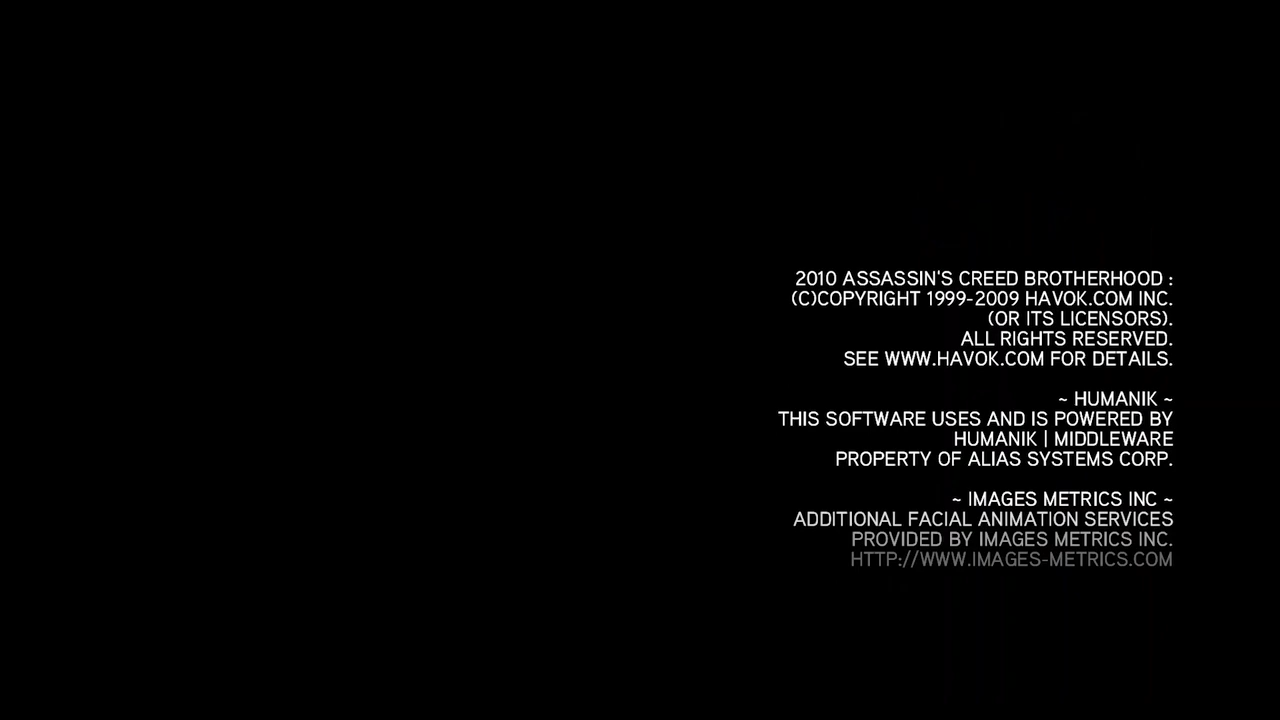 2010 ASSASSIN'S CREED BROTHERHOOD :
(C)COPYRIGHT 1999-2009 HAVOK.COM INC.
(OR ITS LICENSORS).
ALL RIGHTS RESERVED.
SEE WWW.HAVOK.COM FOR DETAILS.
~ HUMANIK ~
THIS SOFTWARE USES AND IS POWERED BY
HUMANIK | MIDDLEWARE
PROPERTY OF ALIAS SYSTEMS CORP.
~ IMAGES METRICS INC ~
ADDITIONAL FACIAL ANIMATION SERVICES
PROVIDED BY IMAGES METRICS INC.
HTTP://WWW.IMAGES-METRICS.COM